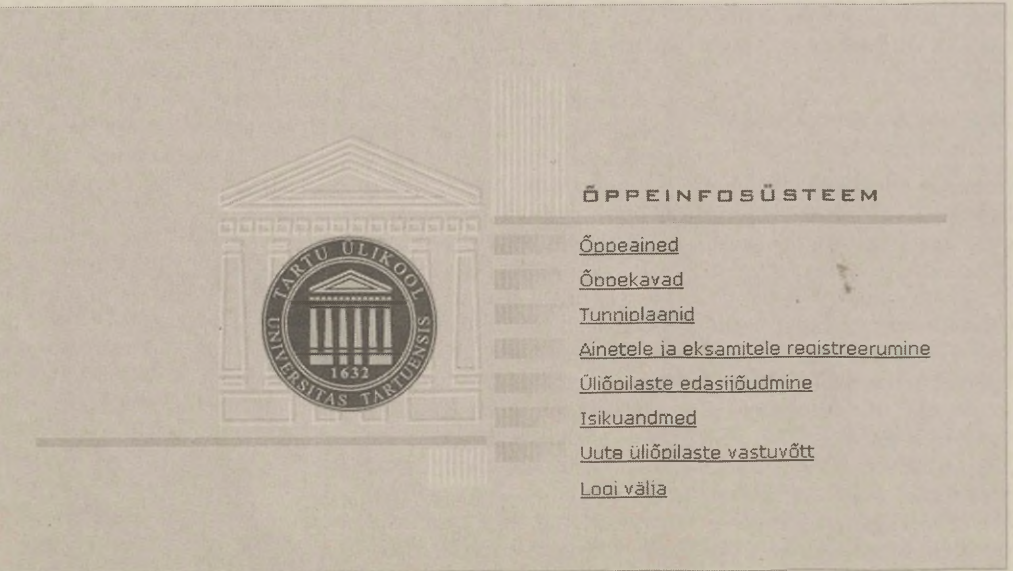 TARTU ÜLIKOOL
UNIVERSITAS TARTUENSIS
1632
ÕPPEINFOSÜSTEEM
Õppeained
Õppekavad
Tunniplaanid
Ainetele ja eksamitele registreerumine
Üliõpilaste edasijõudmine
Isikuandmed
Uute üliõpilaste vastuvõtt
Logi välja